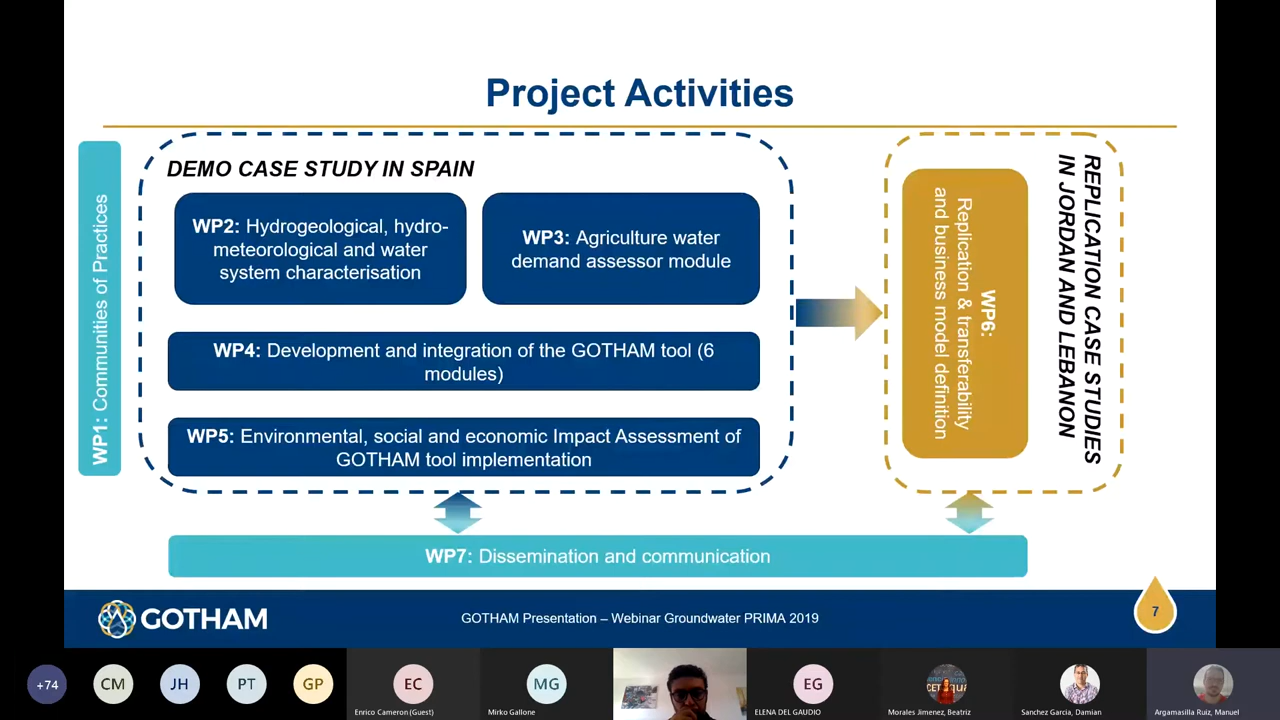 Project Activities
WP1: Communities of Practices
DEMO CASE STUDY IN SPAIN
WP2: Hydrogeological, hydro-
meteorological and water
system characterisation
WP3: Agriculture water
demand assessor module
WP4: Development and integration of the GOTHAM tool (6
modules)
WP5: Environmental, social and economic Impact Assessment of
GOTHAM tool implementation
WP6:
Replication & transferability
and business model definition
REPLICATION CASE STUDIES
IN JORDAN AND LEBANON
WP7: Dissemination and communication
GOTHAM
GOTHAM Presentation – Webinar Groundwater PRIMA 2019
7
+74
CM
JH
PT
GP
EC
Enrico Cameron (Guest)
MG
Mirko Gallone
EG
ELENA DEL GAUDIO
Morales Jimenez, Beatriz
Sanchez Garcia, Damian
Argamasilla Ruiz, Manuel